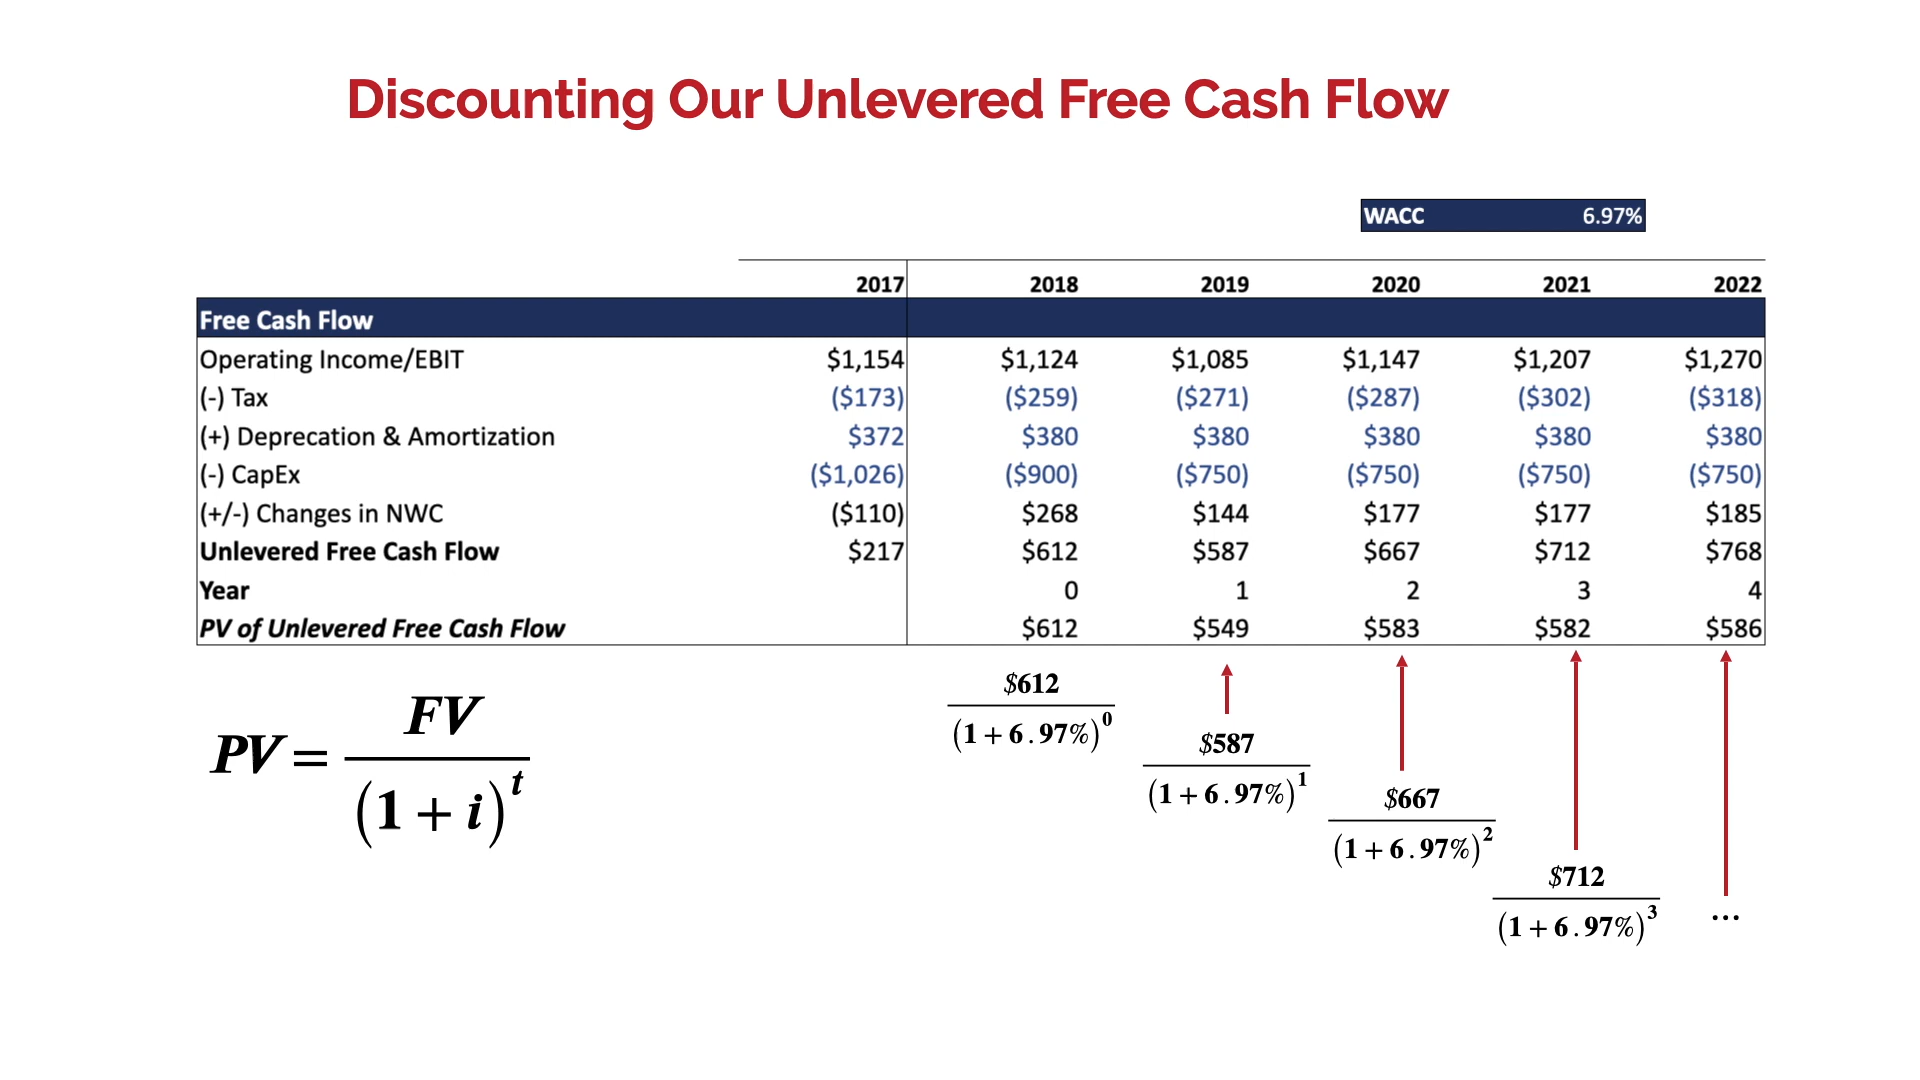 Discounting Our Unlevered Free Cash Flow
WACC 6.97%
2017 2018 2019 2020 2021 2022
Free Cash Flow
Operating Income/EBIT $1,154 $1,124 $1,085 $1,147 $1,207 $1,270
(-) Tax ($173) ($259) ($271) ($287) ($302) ($318)
(+) Deprecation & Amortization $372 $380 $380 $380 $380 $380
(-) CapEx ($1,026) ($900) ($750) ($750) ($750) ($750)
(+/-) Changes in NWC ($110) $268 $144 $177 $177 $185
Unlevered Free Cash Flow $217 $612 $587 $667 $712 $768
Year 0 1 2 3 4
PV of Unlevered Free Cash Flow $612 $549 $583 $582 $586
PV = FV / (1 + i)^t
$612 / (1 + 6.97%)^0
$587 / (1 + 6.97%)^1
$667 / (1 + 6.97%)^2
$712 / (1 + 6.97%)^3
...